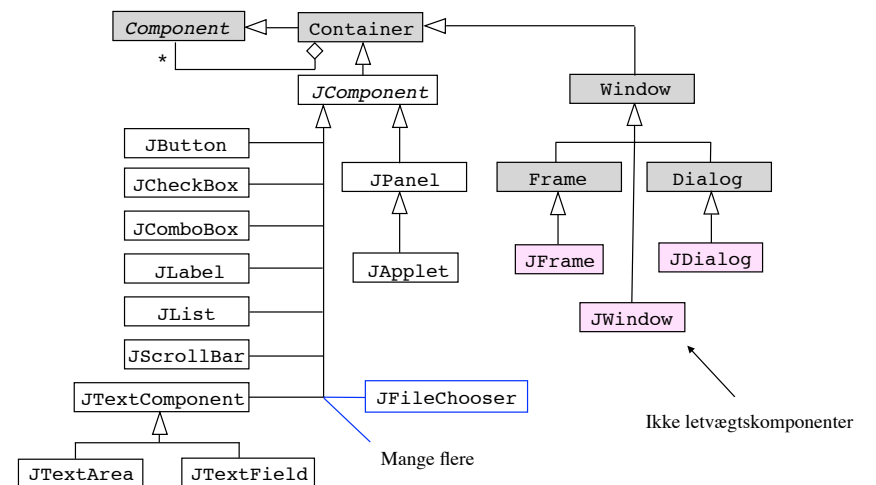 Component
Container
*
JComponent
Window
JButton
JCheckBox
JComboBox
JLabel
JList
JScrollBar
JTextComponent
JTextArea
JTextField
JPanel
JApplet
JFileChooser
Mange flere
Frame
Dialog
JFrame
JDialog
JWindow
Ikke letvægtskomponenter